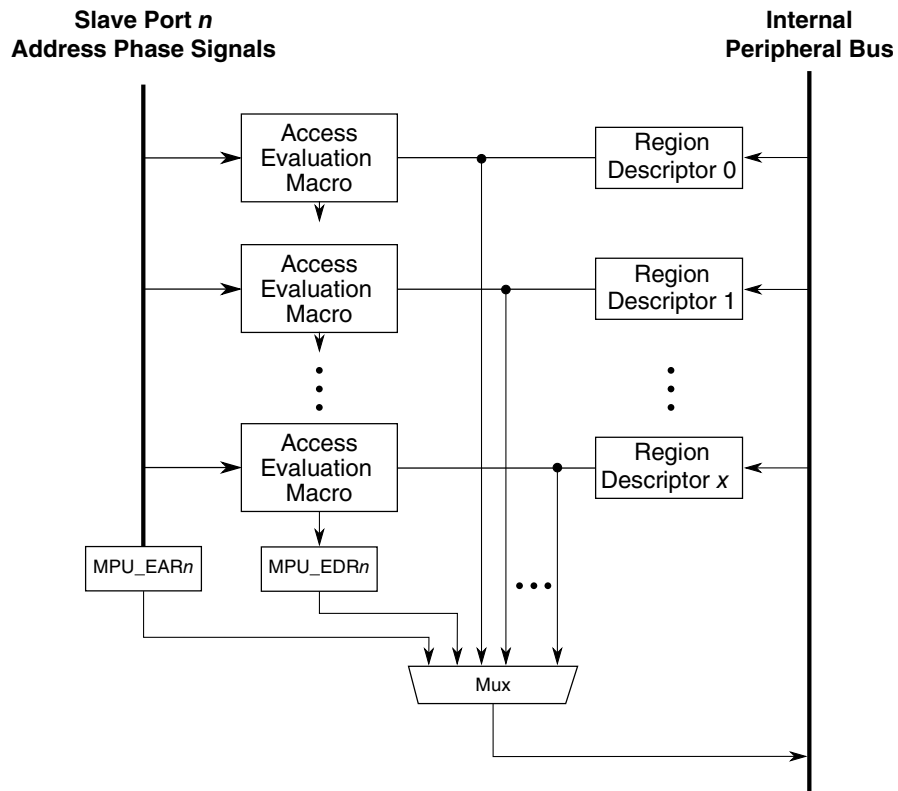 Slave Port n
Address Phase Signals
Internal
Peripheral Bus
Access
Evaluation
Macro
Region
Descriptor 0
Access
Evaluation
Macro
Region
Descriptor 1
Access
Evaluation
Macro
Region
Descriptor x
MPU_EARn
MPU_EDRn
Mux